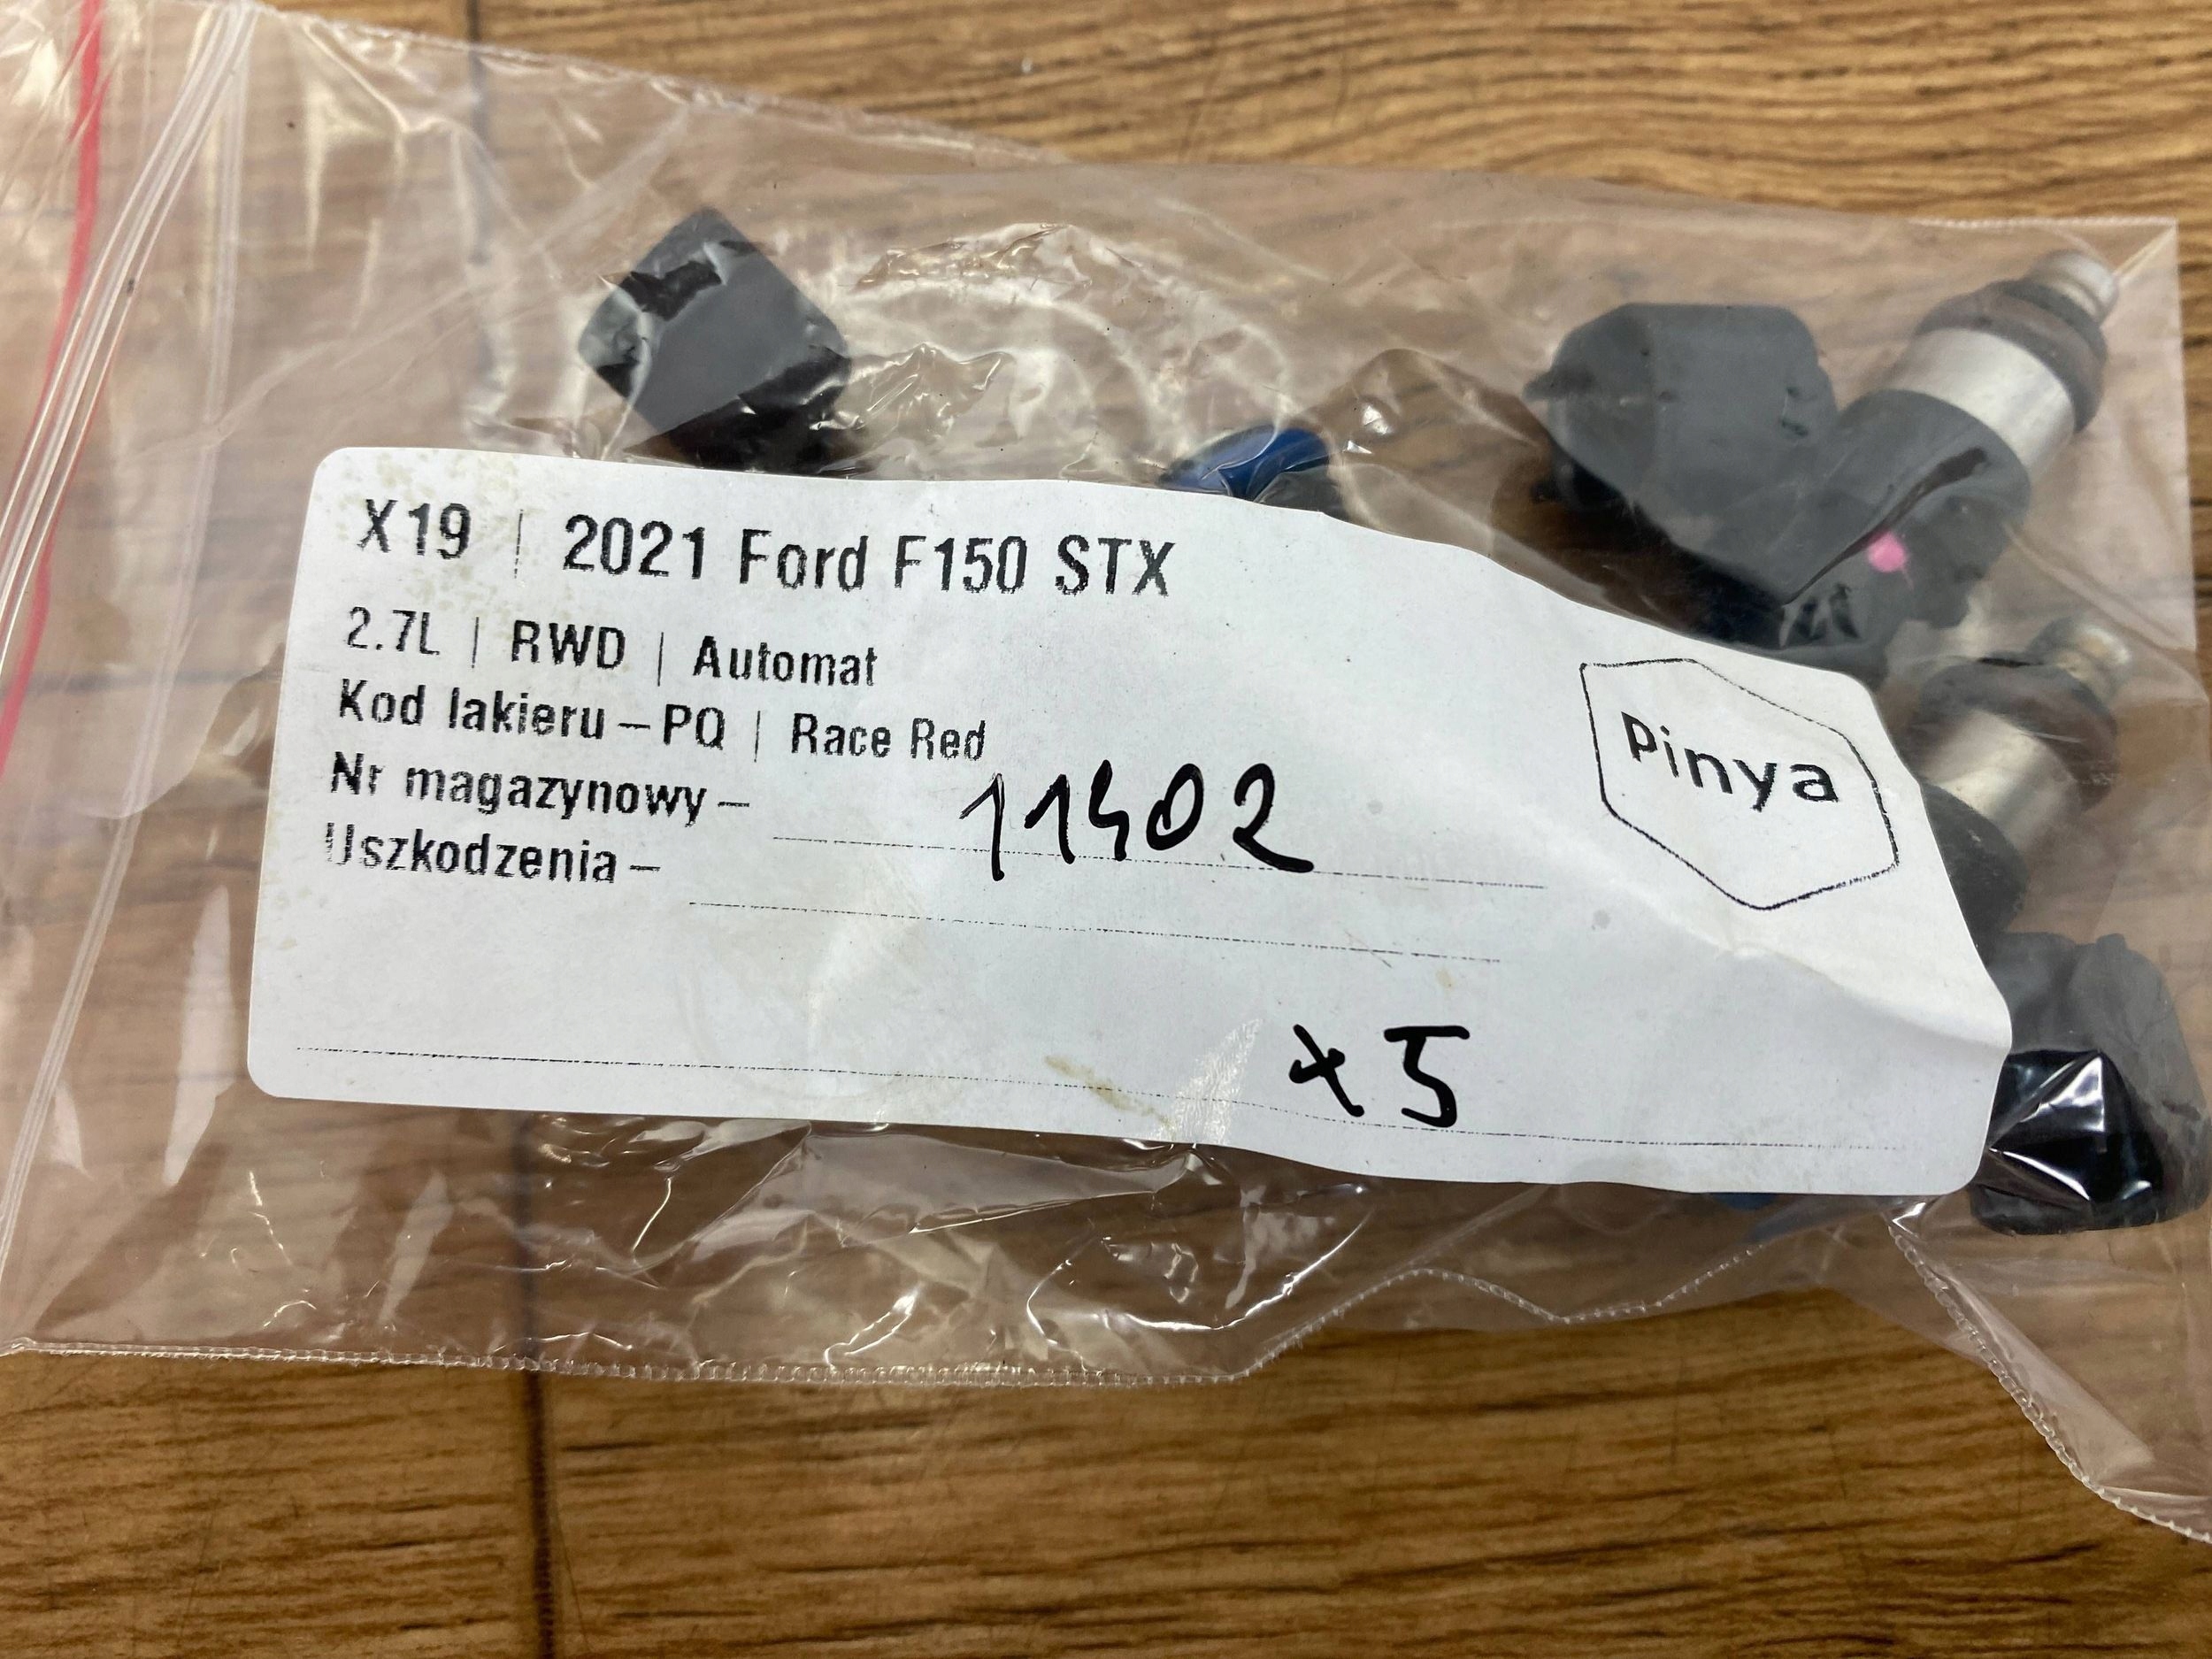 X19 | 2021 Ford F150 STX
2.7L | RWD | Automat
Kod lakieru – PQ | Race Red
Nr magazynowy – 11402
Uszkodzenia –
x5
Pinya